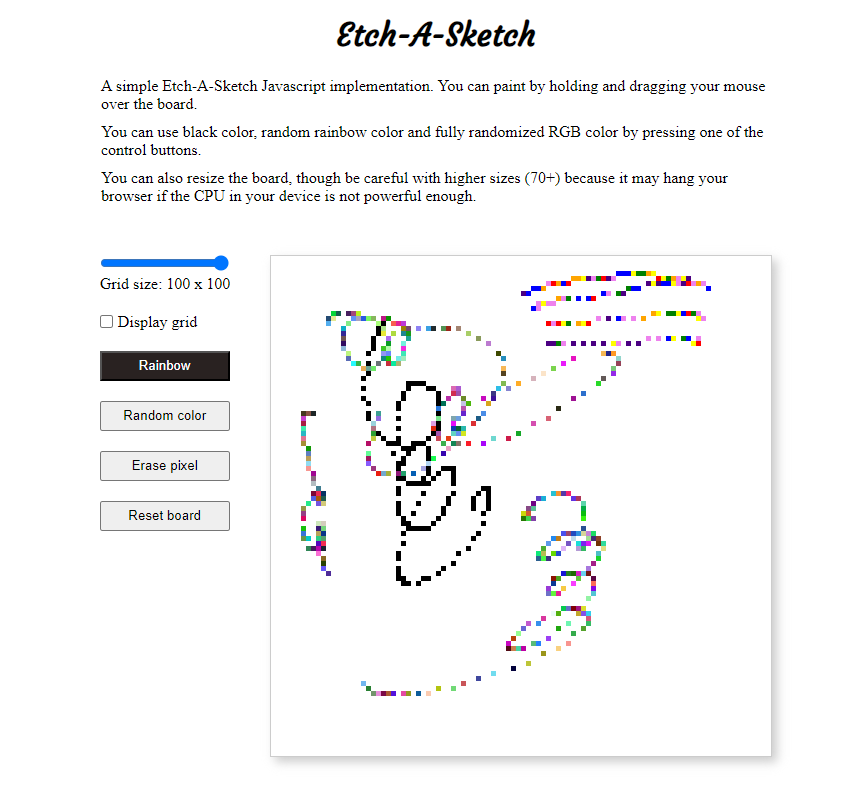 Etch-A-Sketch
A simple Etch-A-Sketch Javascript implementation. You can paint by holding and dragging your mouse
over the board.
You can use black color, random rainbow color and fully randomized RGB color by pressing one of the
control buttons.
You can also resize the board, though be careful with higher sizes (70+) because it may hang your
browser if the CPU in your device is not powerful enough.
Grid size: 100 x 100
Display grid
Rainbow
Random color
Erase pixel
Reset board